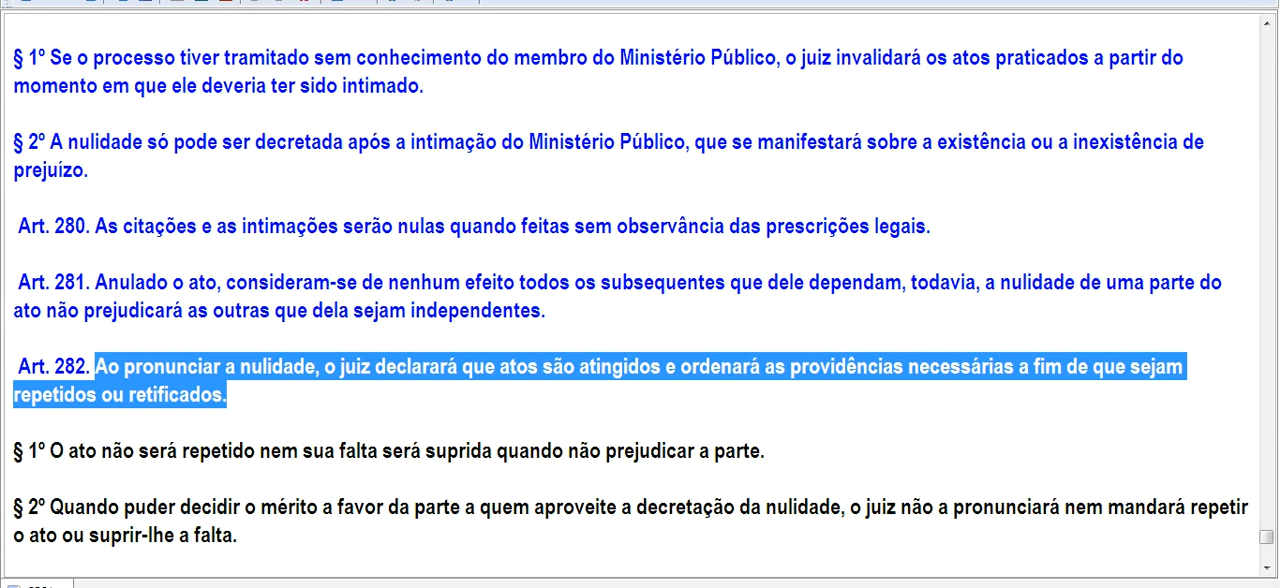 § 1º Se o processo tiver tramitado sem conhecimento do membro do Ministério Público, o juiz invalidará os atos praticados a partir do
momento em que ele deveria ter sido intimado.
§ 2º A nulidade só pode ser decretada após a intimação do Ministério Público, que se manifestará sobre a existência ou a inexistência de
prejuízo.
Art. 280. As citações e as intimações serão nulas quando feitas sem observância das prescrições legais.
Art. 281. Anulado o ato, consideram-se de nenhum efeito todos os subsequentes que dele dependam, todavia, a nulidade de uma parte do
ato não prejudicará as outras que dela sejam independentes.
Art. 282. Ao pronunciar a nulidade, o juiz declarará que atos são atingidos e ordenará as providências necessárias a fim de que sejam
repetidos ou retificados.
§ 1º O ato não será repetido nem sua falta será suprida quando não prejudicar a parte.
§ 2º Quando puder decidir o mérito a favor da parte a quem aproveite a decretação da nulidade, o juiz não a pronunciará nem mandará repetir
o ato ou suprir-lhe a falta.